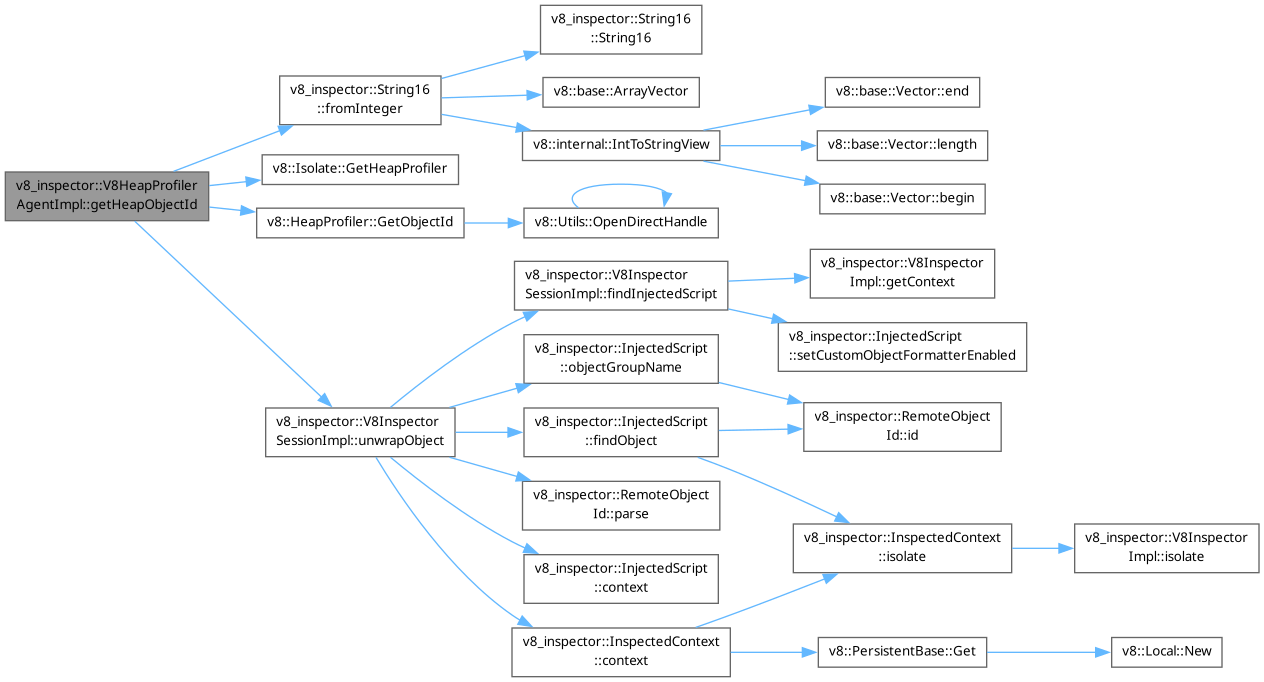 v8_inspector::V8HeapProfiler
AgentImpl::getHeapObjectId
v8_inspector::String16
::fromInteger
v8_inspector::String16
::String16
v8::base::ArrayVector
v8::internal::IntToStringView
v8::base::Vector::end
v8::base::Vector::length
v8::base::Vector::begin
v8::Isolate::GetHeapProfiler
v8::HeapProfiler::GetObjectId
v8::Utils::OpenDirectHandle
v8_inspector::V8Inspector
SessionImpl::unwrapObject
v8_inspector::V8Inspector
SessionImpl::findInjectedScript
v8_inspector::V8Inspector
Impl::getContext
v8_inspector::InjectedScript
::setCustomObjectFormatterEnabled
v8_inspector::InjectedScript
::objectGroupName
v8_inspector::RemoteObject
Id::id
v8_inspector::InjectedScript
::findObject
v8_inspector::RemoteObject
Id::parse
v8_inspector::InjectedScript
::context
v8_inspector::InspectedContext
::context
v8_inspector::InspectedContext
::isolate
v8_inspector::V8Inspector
Impl::isolate
v8::PersistentBase::Get
v8::Local::New